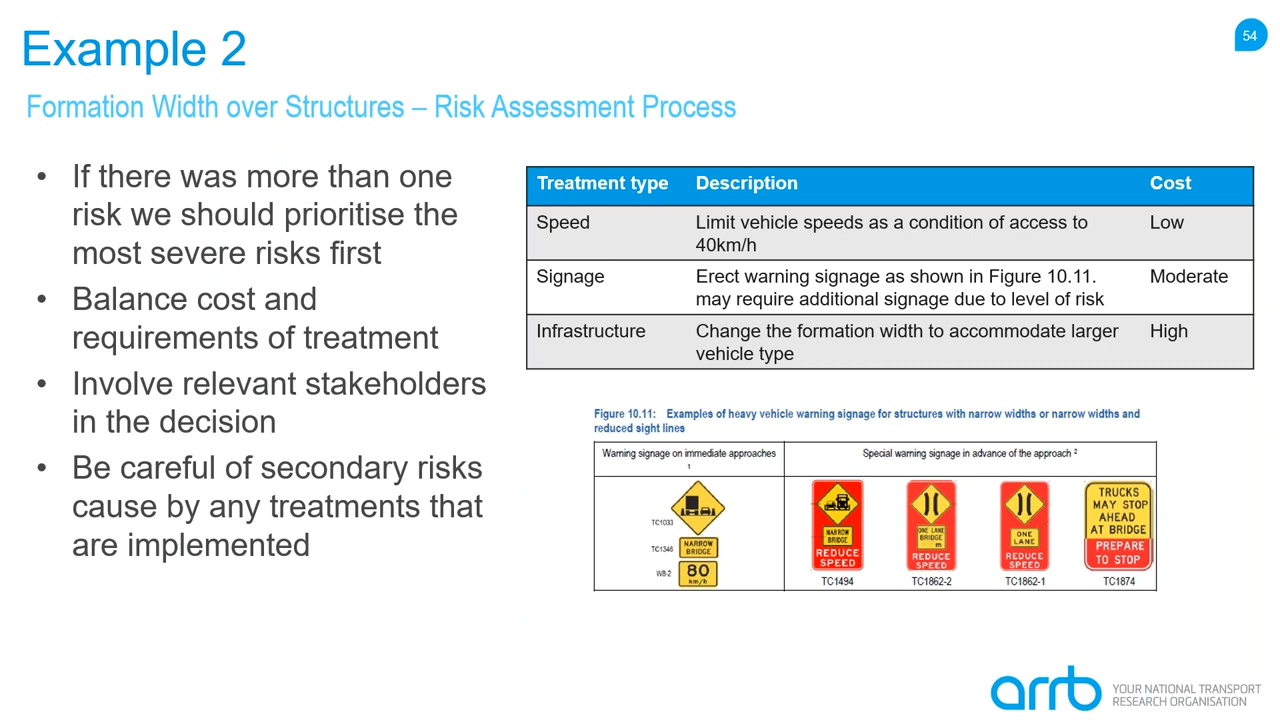 Example 2
54
Formation Width over Structures – Risk Assessment Process
• If there was more than one
risk we should prioritise the
most severe risks first
• Balance cost and
requirements of treatment
• Involve relevant stakeholders
in the decision
• Be careful of secondary risks
cause by any treatments that
are implemented
Treatment type Description Cost
Speed Limit vehicle speeds as a condition of access to Low
40km/h
Signage Erect warning signage as shown in Figure 10.11. Moderate
may require additional signage due to level of risk
Infrastructure Change the formation width to accommodate larger High
vehicle type
Figure 10.11: Examples of heavy vehicle warning signage for structures with narrow widths or narrow widths and
reduced sight lines
Warning signage on immediate approaches
1
Special warning signage in advance of the approach 2
TC1033
TC1346
NARROW
BRIDGE
W8-2
80
km/h
NARROW
BRIDGE
REDUCE
SPEED
TC1494
ONE LANE
BRIDGE
m
REDUCE
SPEED
TC1862-2
ONE
LANE
REDUCE
SPEED
TC1862-1
TRUCKS
MAY STOP
AHEAD
AT BRIDGE
PREPARE
TO STOP
TC1874
arrb
YOUR NATIONAL TRANSPORT
RESEARCH ORGANISATION